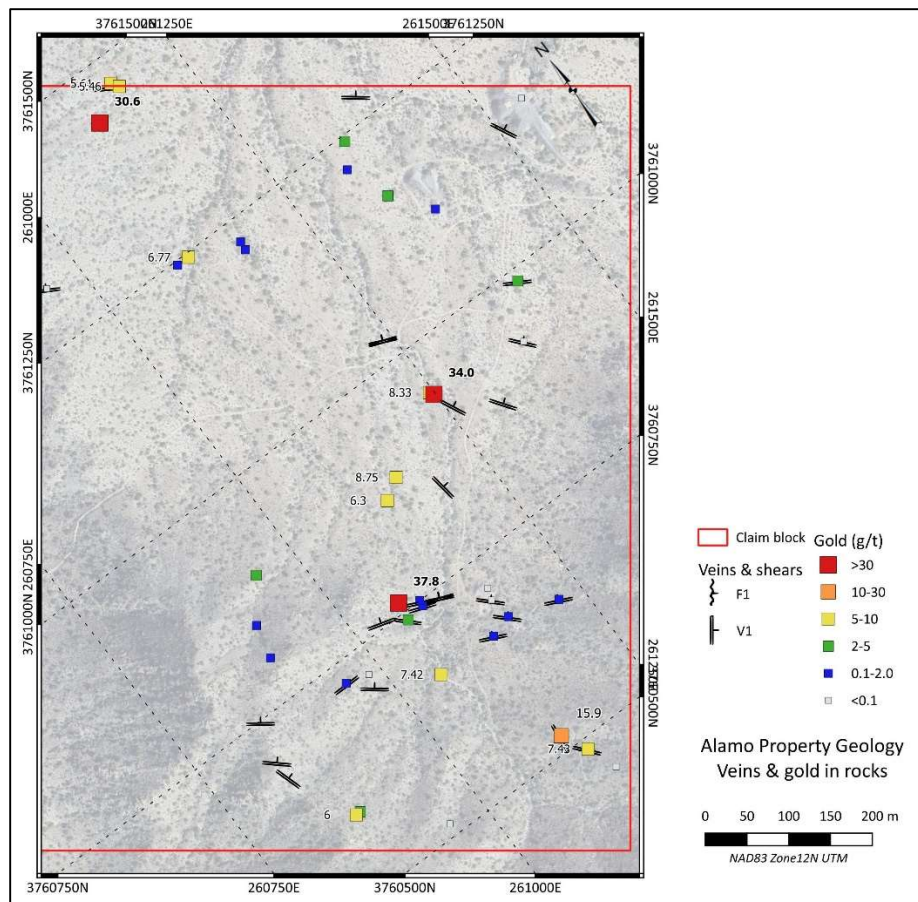 3761500N
261250E
261500E
3761250N
N
5.46
30.6
3761500N
3761000N
261000E
6.77
261500E
3761250N
34.0
8.33
3760750N
8.75
6.3
Claim block
Gold (g/t)
>30
Veins & shears
10-30
F1
5-10
V1
2-5
0.1-2.0
<0.1
260750E
37.8
3761000N
7.42
15.9
7.43
Alamo Property Geology
Veins & gold in rocks
6
0 50 100 150 200 m
NAD83 Zone12N UTM
3760750N
260750E
3760500N
261000E